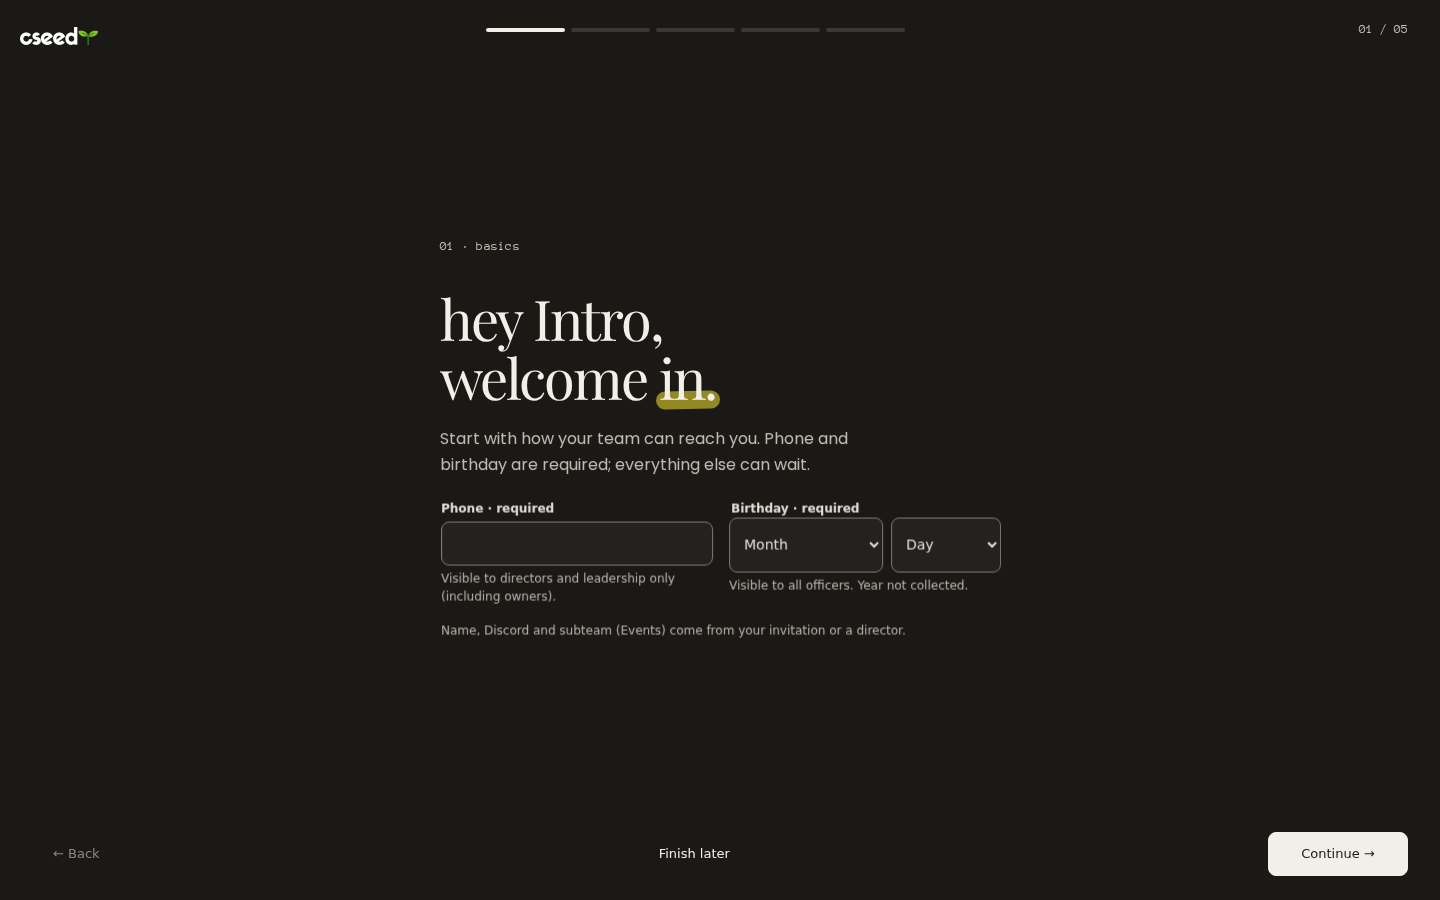 cseed
01 / 05
01 · basics
hey Intro,
welcome in.
Start with how your team can reach you. Phone and
birthday are required; everything else can wait.
Phone · required
Birthday · required
Month
Day
Visible to directors and leadership only
(including owners).
Visible to all officers. Year not collected.
Name, Discord and subteam (Events) come from your invitation or a director.
← Back
Finish later
Continue →